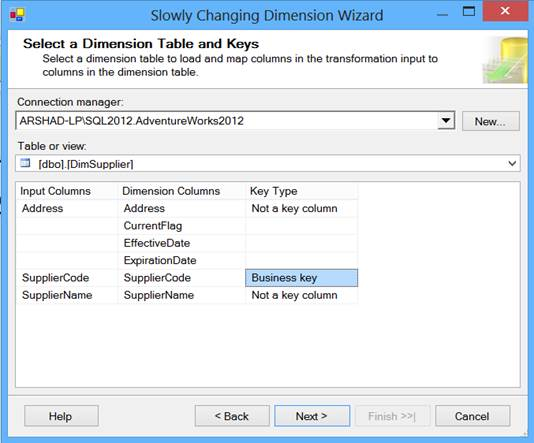 Slowly Changing Dimension Wizard
Select a Dimension Table and Keys
Select a dimension table to load and map columns in the transformation input to
columns in the dimension table.
Connection manager:
ARSHAD-LP\SQL2012.AdventureWorks2012
New...
Table or view:
[dbo].[DimSupplier]
Input Columns Dimension Columns Key Type
Address Address Not a key column
CurrentFlag
EffectiveDate
ExpirationDate
SupplierCode SupplierCode Business key
SupplierName SupplierName Not a key column
Help < Back Next > Finish >>| Cancel